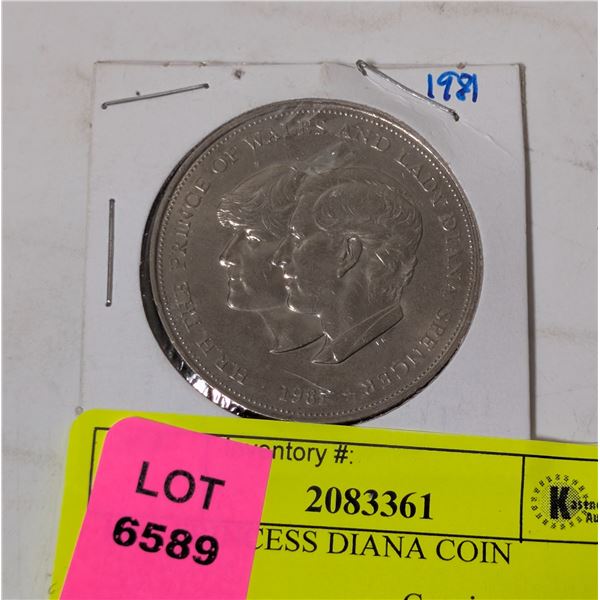 1981
H.R.H. THE PRINCE OF WALES AND LADY DIANA SPENCER
1981
Inventory #:
2083361
LOT
6589
CESS DIANA COIN